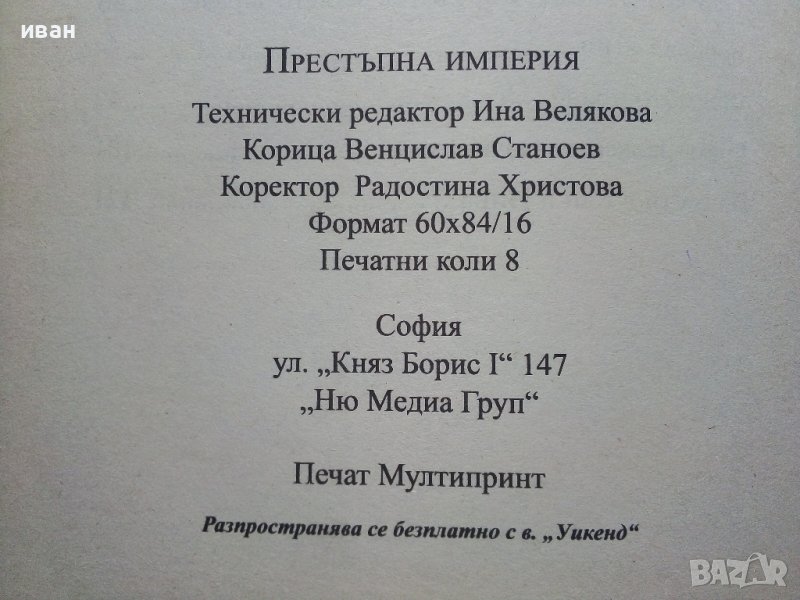 иван
ПРЕСТЪПНА ИМПЕРИЯ
Технически редактор Ина Велякова
Корица Венцислав Станоев
Коректор Радостина Христова
Формат 60x84/16
Печатни коли 8
София
ул. „Княз Борис I“ 147
„Ню Медиа Груп“
Печат Мултипринт
Разпространява се безплатно с в. „Уикенд“
BAZAR